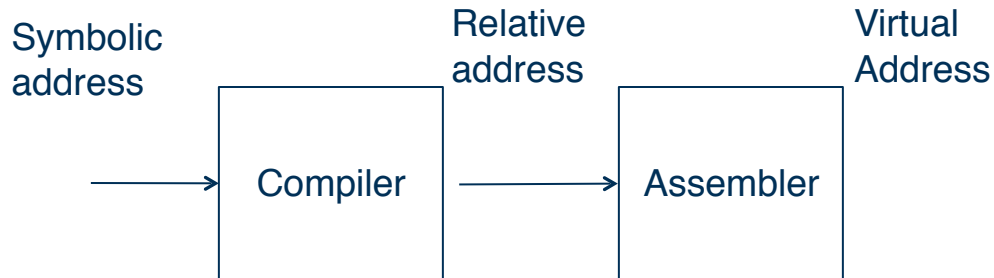 Symbolic
address
Compiler
Relative
address
Assembler
Virtual
Address